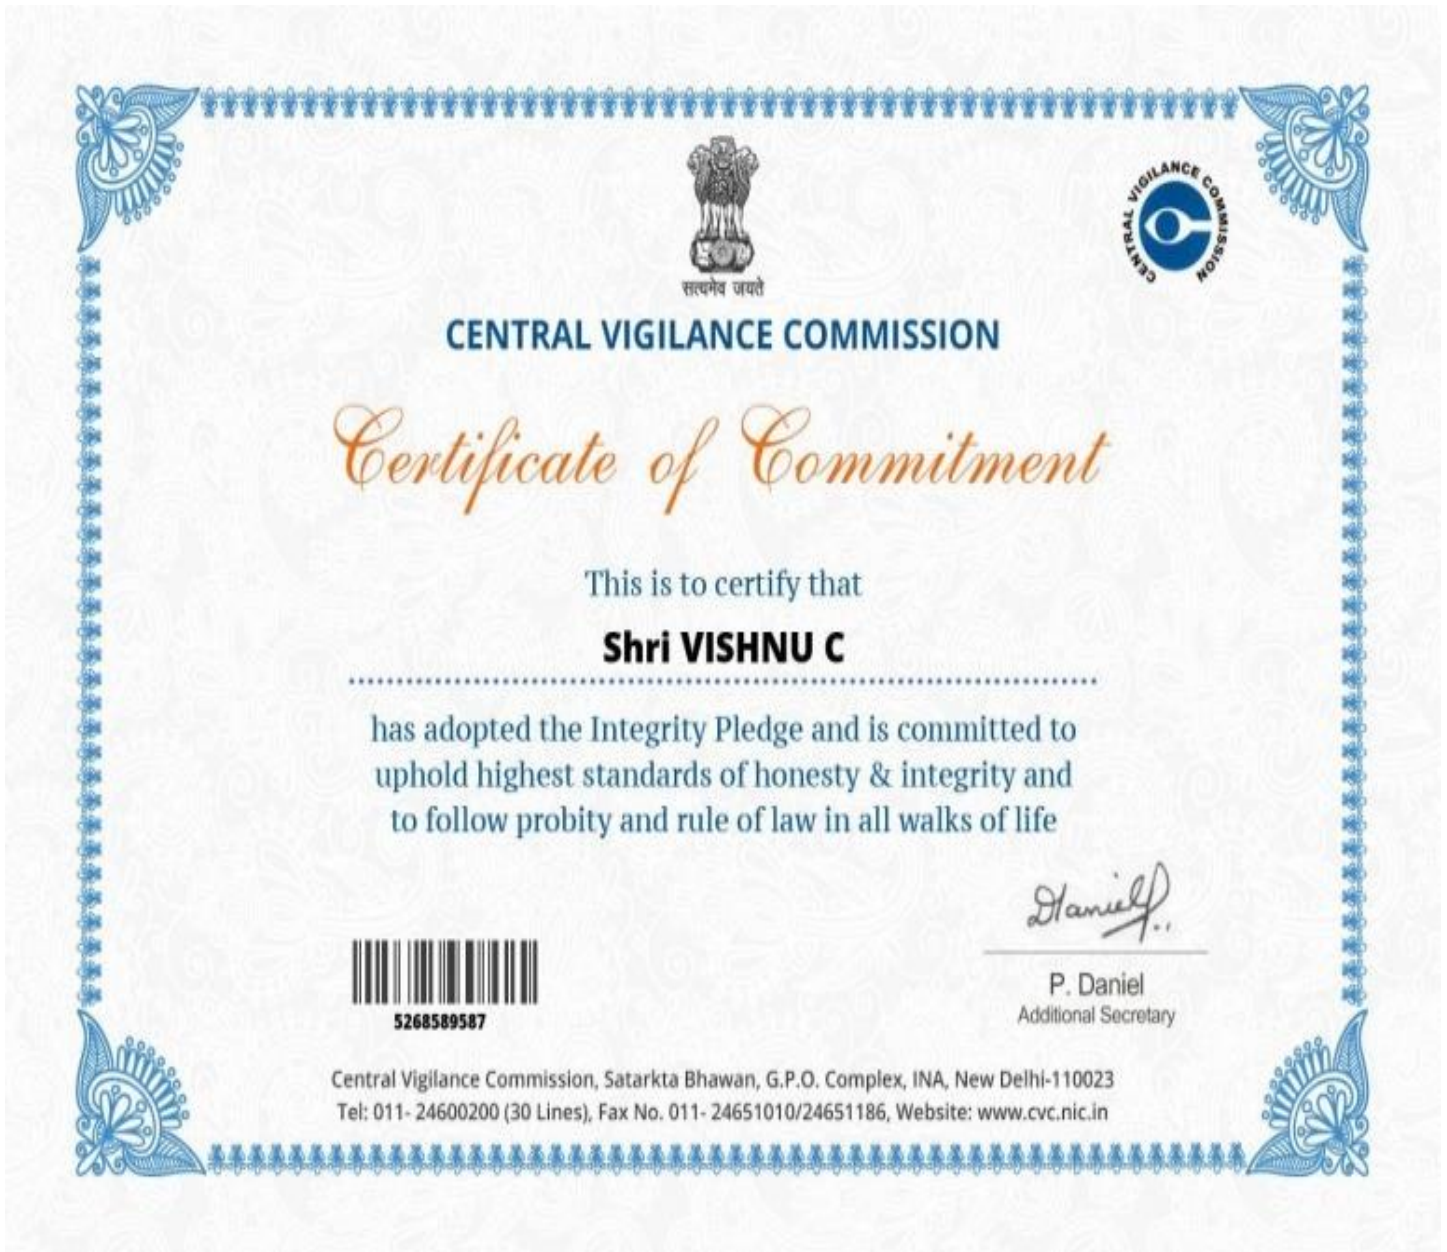 सत्यमेव जयते
CENTRAL VIGILANCE COMMISSION
CENTRAL VIGILANCE COMMISSION
Certificate of Commitment
This is to certify that
Shri VISHNU C
has adopted the Integrity Pledge and is committed to
uphold highest standards of honesty & integrity and
to follow probity and rule of law in all walks of life
DanielP..
P. Daniel
Additional Secretary
5268589587
Central Vigilance Commission, Satarkta Bhawan, G.P.O. Complex, INA, New Delhi-110023
Tel: 011- 24600200 (30 Lines), Fax No. 011- 24651010/24651186, Website: www.cvc.nic.in